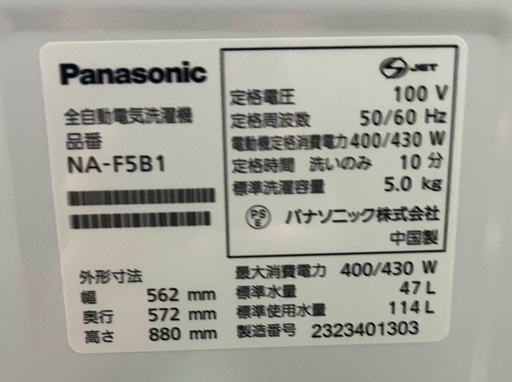 Panasonic
全自動電気洗濯機
品番
NA-F5B1
外形寸法
幅 562 mm
奥行 572 mm
高さ 880 mm
JET
定格電圧 100 V
定格周波数 50/60 Hz
電動機定格消費電力 400/430 W
定格時間 洗いのみ 10 分
標準洗濯容量 5.0 kg
PS E パナソニック株式会社
中国製
最大消費電力 400/430 W
標準水量 47 L
標準使用水量 114 L
製造番号 2323401303